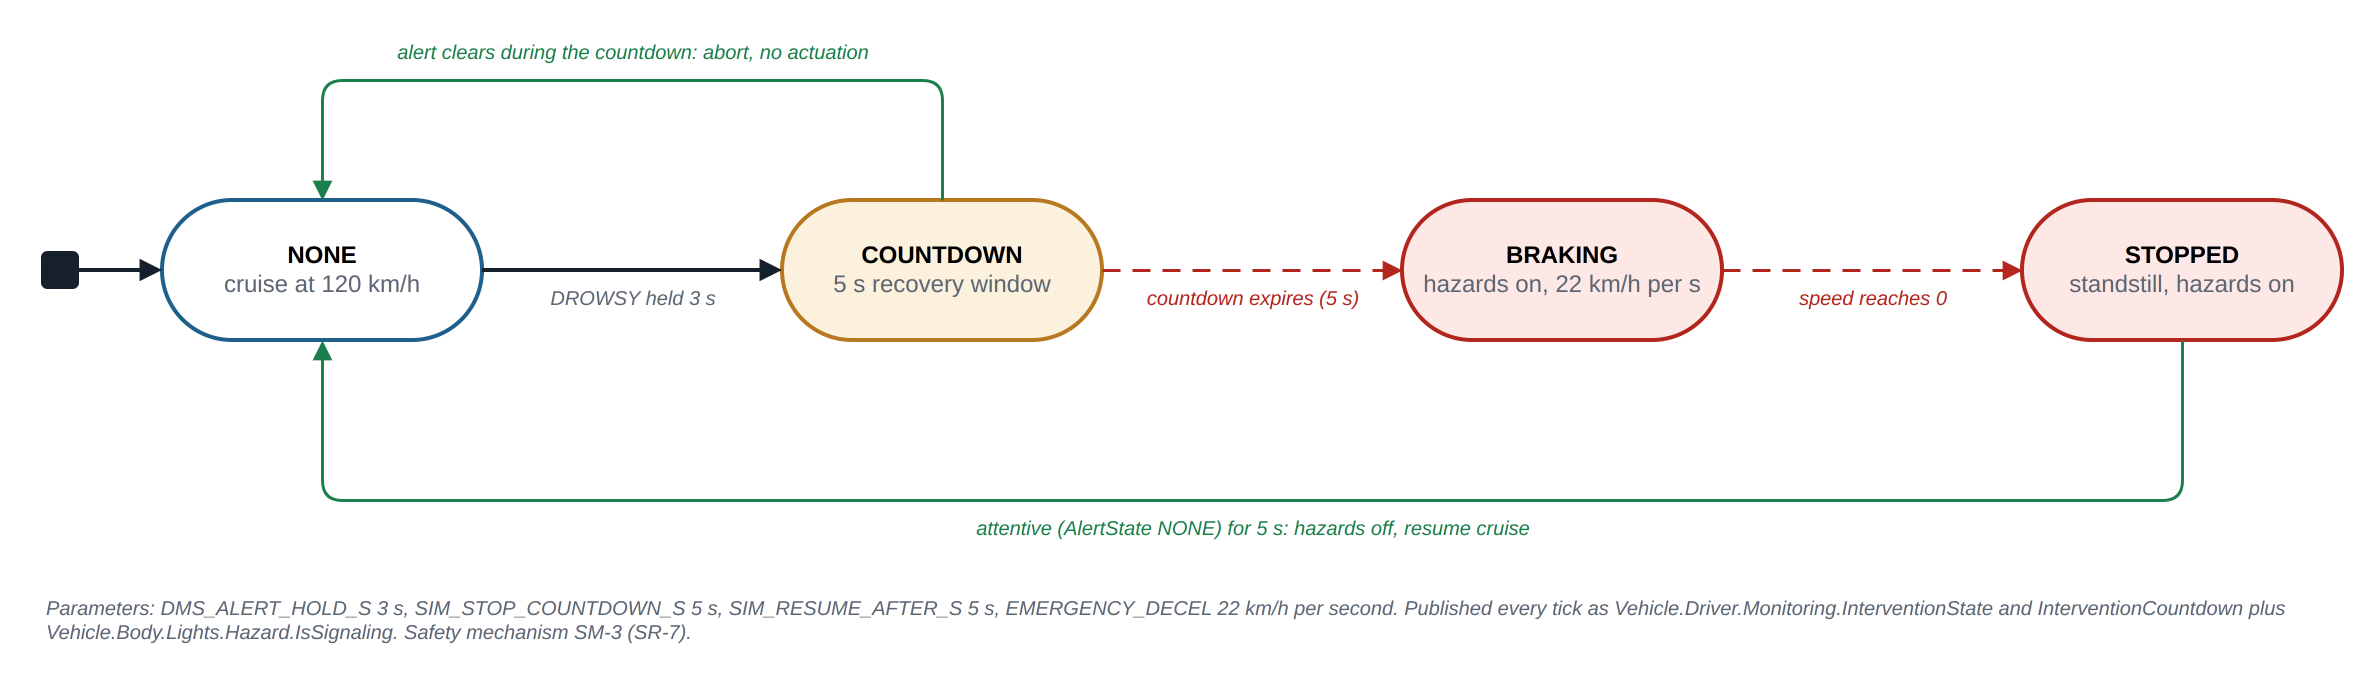 alert clears during the countdown: abort, no actuation
NONE
cruise at 120 km/h
DROWSY held 3 s
COUNTDOWN
5 s recovery window
countdown expires (5 s)
BRAKING
hazards on, 22 km/h per s
speed reaches 0
STOPPED
standstill, hazards on
attentive (AlertState NONE) for 5 s: hazards off, resume cruise
Parameters: DMS_ALERT_HOLD_S 3 s, SIM_STOP_COUNTDOWN_S 5 s, SIM_RESUME_AFTER_S 5 s, EMERGENCY_DECEL 22 km/h per second. Published every tick as Vehicle.Driver.Monitoring.InterventionState and InterventionCountdown plus
Vehicle.Body.Lights.Hazard.IsSignaling. Safety mechanism SM-3 (SR-7).